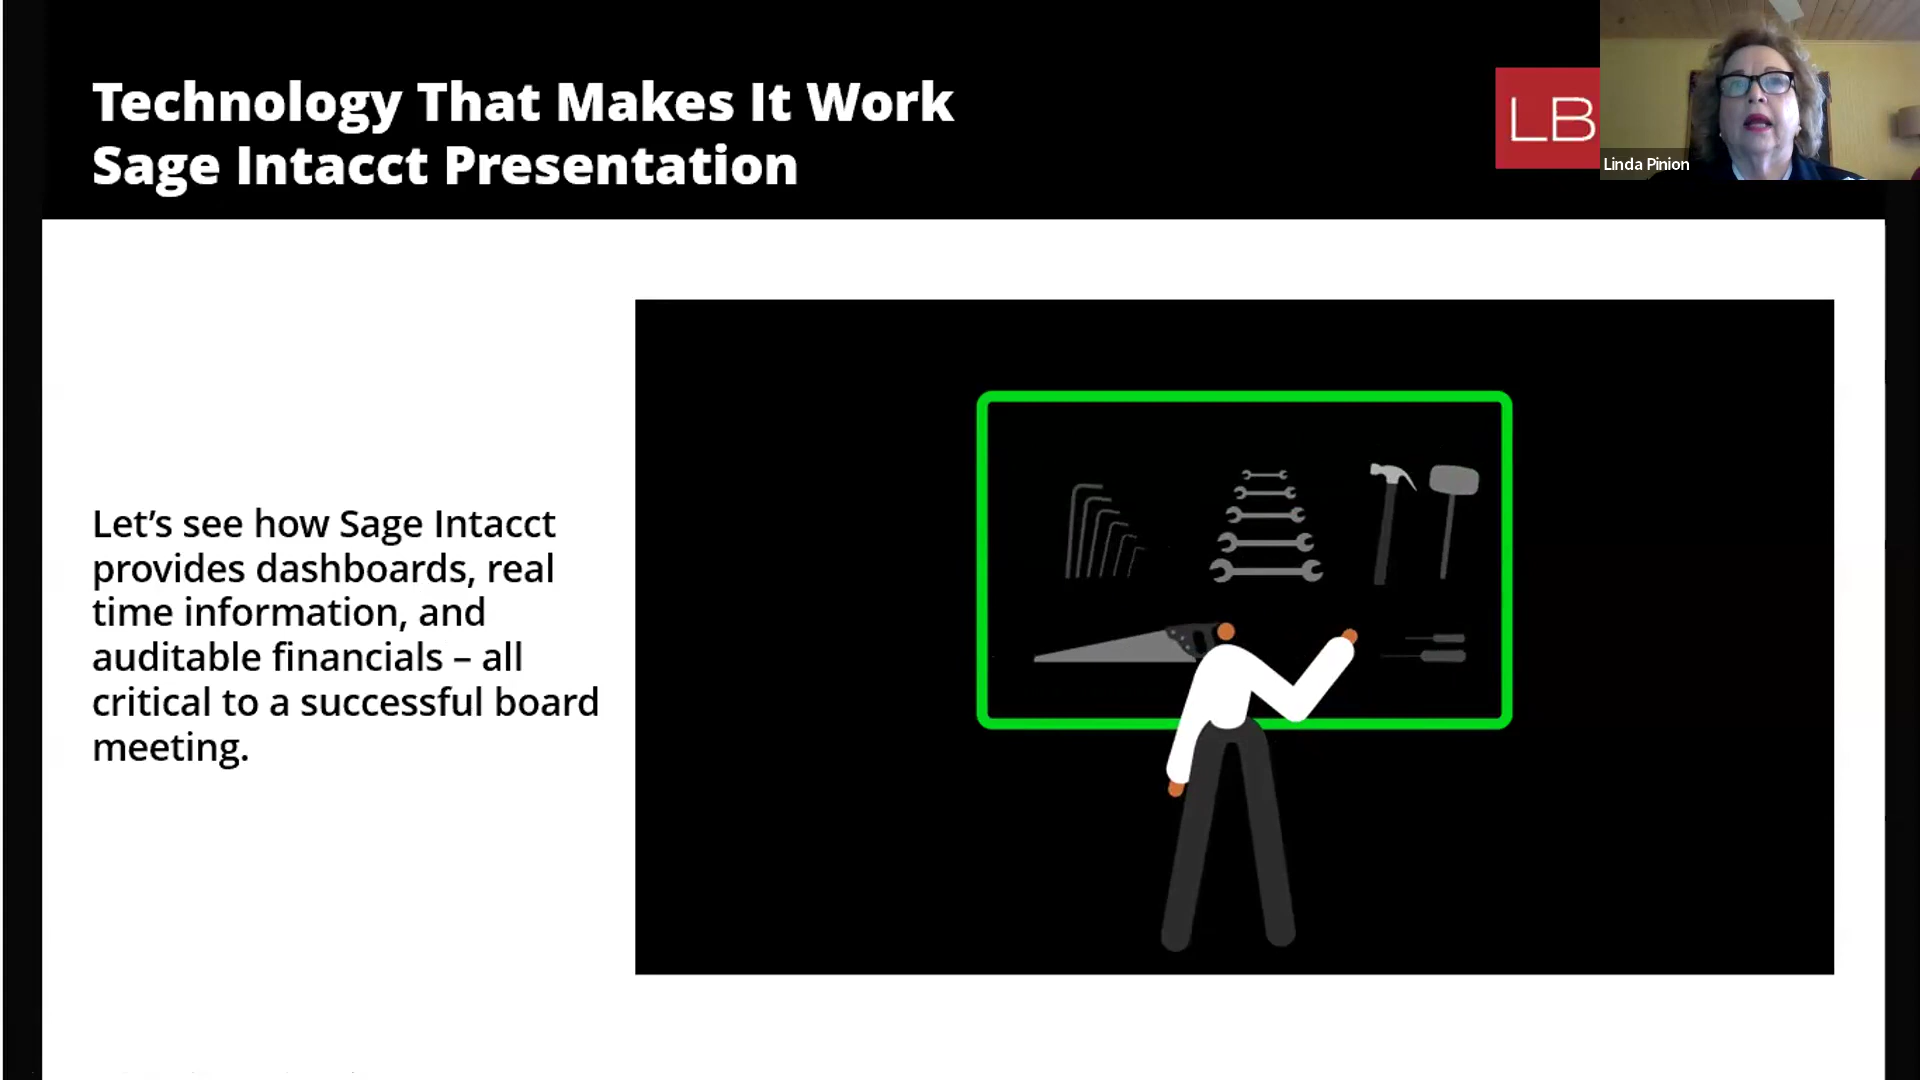 Technology That Makes It Work
Sage Intacct Presentation
LB
Linda Pinion
Let’s see how Sage Intacct
provides dashboards, real
time information, and
auditable financials – all
critical to a successful board
meeting.